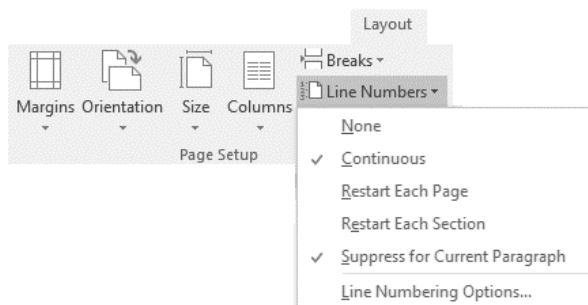 Layout
Margins Orientation Size Columns
Breaks
Line Numbers
Page Setup
None
Continuous
Restart Each Page
Restart Each Section
Suppress for Current Paragraph
Line Numbering Options...